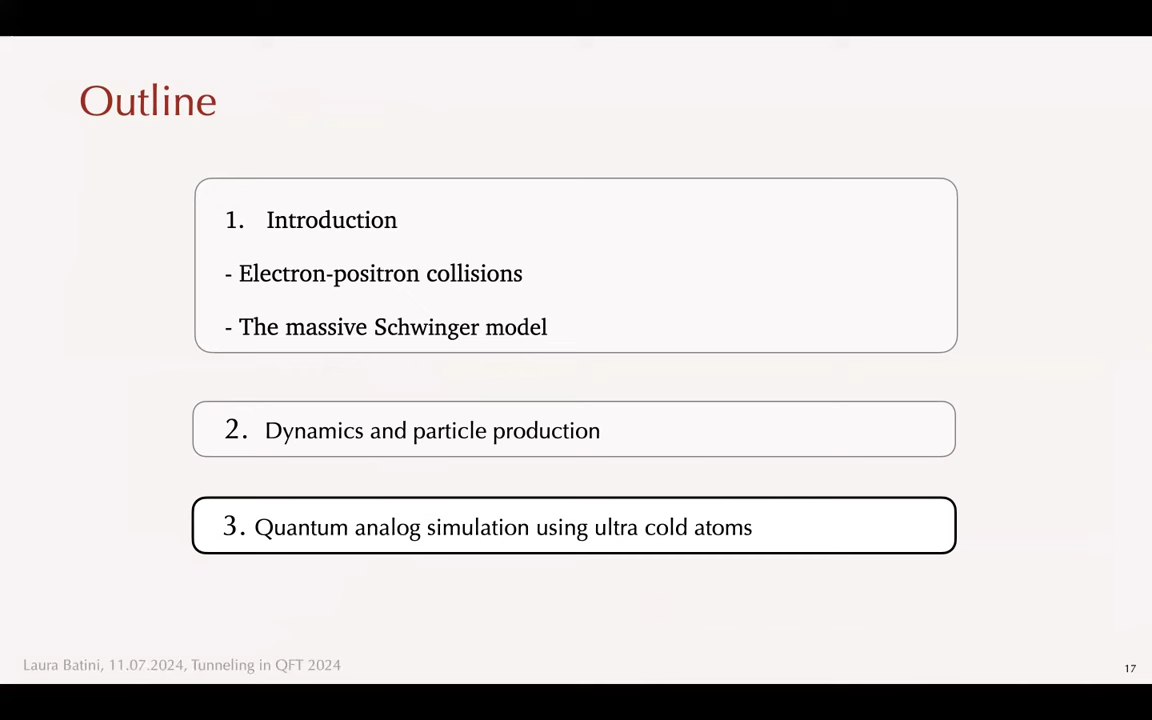 Outline
1. Introduction
- Electron-positron collisions
- The massive Schwinger model
2. Dynamics and particle production
3. Quantum analog simulation using ultra cold atoms
Laura Batini, 11.07.2024, Tunneling in QFT 2024
17